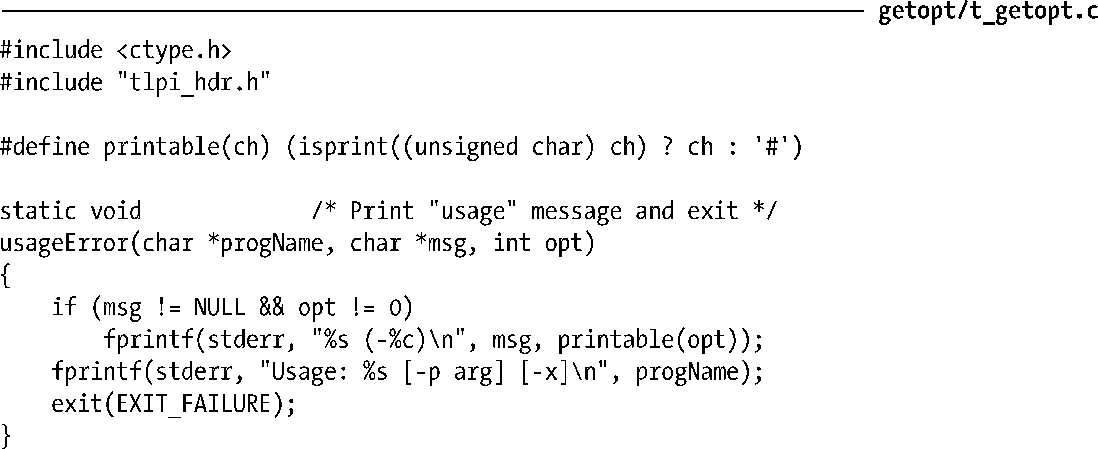 getopt/t_getopt.c
#include <ctype.h>
#include "tlpi_hdr.h"

#define printable(ch) (isprint((unsigned char) ch) ? ch : '#')

static void             /* Print "usage" message and exit */
usageError(char *progName, char *msg, int opt)
{
    if (msg != NULL && opt != 0)
        fprintf(stderr, "%s (-%c)\n", msg, printable(opt));
    fprintf(stderr, "Usage: %s [-p arg] [-x]\n", progName);
    exit(EXIT_FAILURE);
}